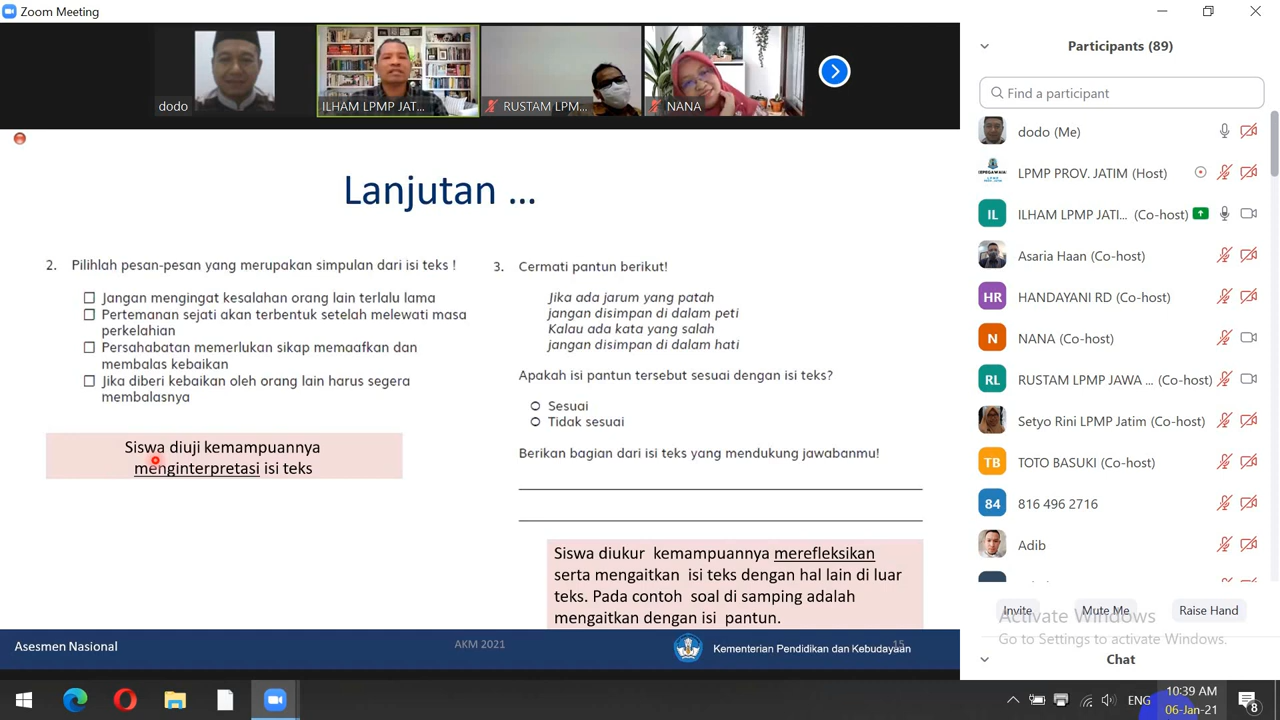 Zoom Meeting
dodo
ILHAM LPMP JAT...
RUSTAM LPM...
NANA
Lanjutan ...
2. Pilihlah pesan-pesan yang merupakan simpulan dari isi teks !
Jangan mengingat kesalahan orang lain terlalu lama
Pertemanan sejati akan terbentuk setelah melewati masa
perkelahian
Persahabatan memerlukan sikap memaafkan dan
membalas kebaikan
Jika diberi kebaikan oleh orang lain harus segera
membalasnya
Siswa diuji kemampuannya
menginterpretasi isi teks
3. Cermati pantun berikut!
Jika ada jarum yang patah
jangan disimpan di dalam peti
Kalau ada kata yang salah
jangan disimpan di dalam hati
Apakah isi pantun tersebut sesuai dengan isi teks?
Sesuai
Tidak sesuai
Berikan bagian dari isi teks yang mendukung jawabanmu!
Siswa diukur kemampuannya merefleksikan
serta mengaitkan isi teks dengan hal lain di luar
teks. Pada contoh soal di samping adalah
mengaitkan dengan isi pantun.
Asesmen Nasional
AKM 2021
Kementerian Pendidikan dan Kebudayaan
15
Participants (89)
Find a participant
dodo (Me)
LPMP PROV. JATIM (Host)
IL ILHAM LPMP JATI... (Co-host)
Asaria Haan (Co-host)
HR HANDAYANI RD (Co-host)
N NANA (Co-host)
RL RUSTAM LPMP JAWA ... (Co-host)
Setyo Rini LPMP Jatim (Co-host)
TB TOTO BASUKI (Co-host)
84 816 496 2716
Adib
Invite
Mute Me
Raise Hand
Activate Windows
Go to Settings to activate Windows.
Chat
ENG
10:39 AM
06-Jan-21
8